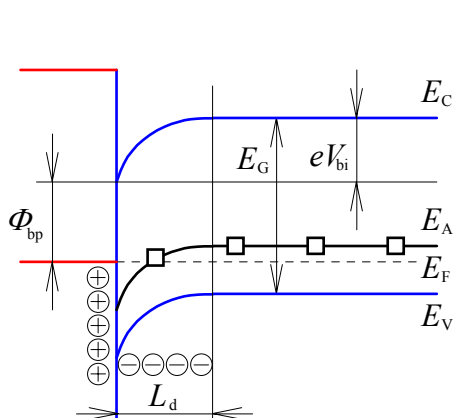 E_C
E_G
eV_bi
Φ_bp
E_A
E_F
E_V
L_d